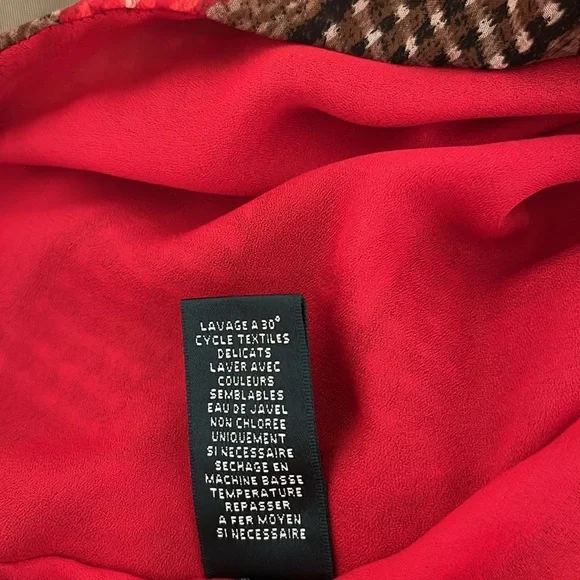 LAVAGE A 30°
CYCLE TEXTILES
DELICATS
LAVER AVEC
COULEURS
SEMBLABLES
EAU DE JAVEL
NON CHLOREE
UNIQUEMENT
SI NECESSAIRE
SECHAGE EN
MACHINE BASSE
TEMPERATURE
REPASSER
A FER MOYEN
SI NECESSAIRE